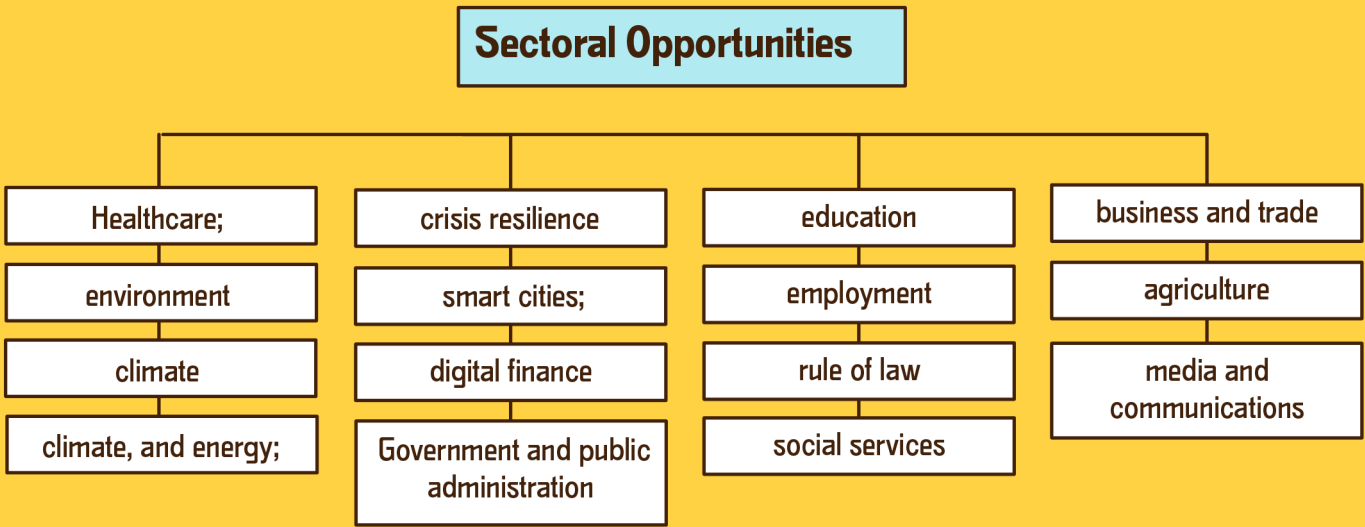 Sectoral Opportunities
Healthcare;
environment
climate
climate, and energy;
crisis resilience
smart cities;
digital finance
Government and public
administration
education
employment
rule of law
social services
business and trade
agriculture
media and
communications